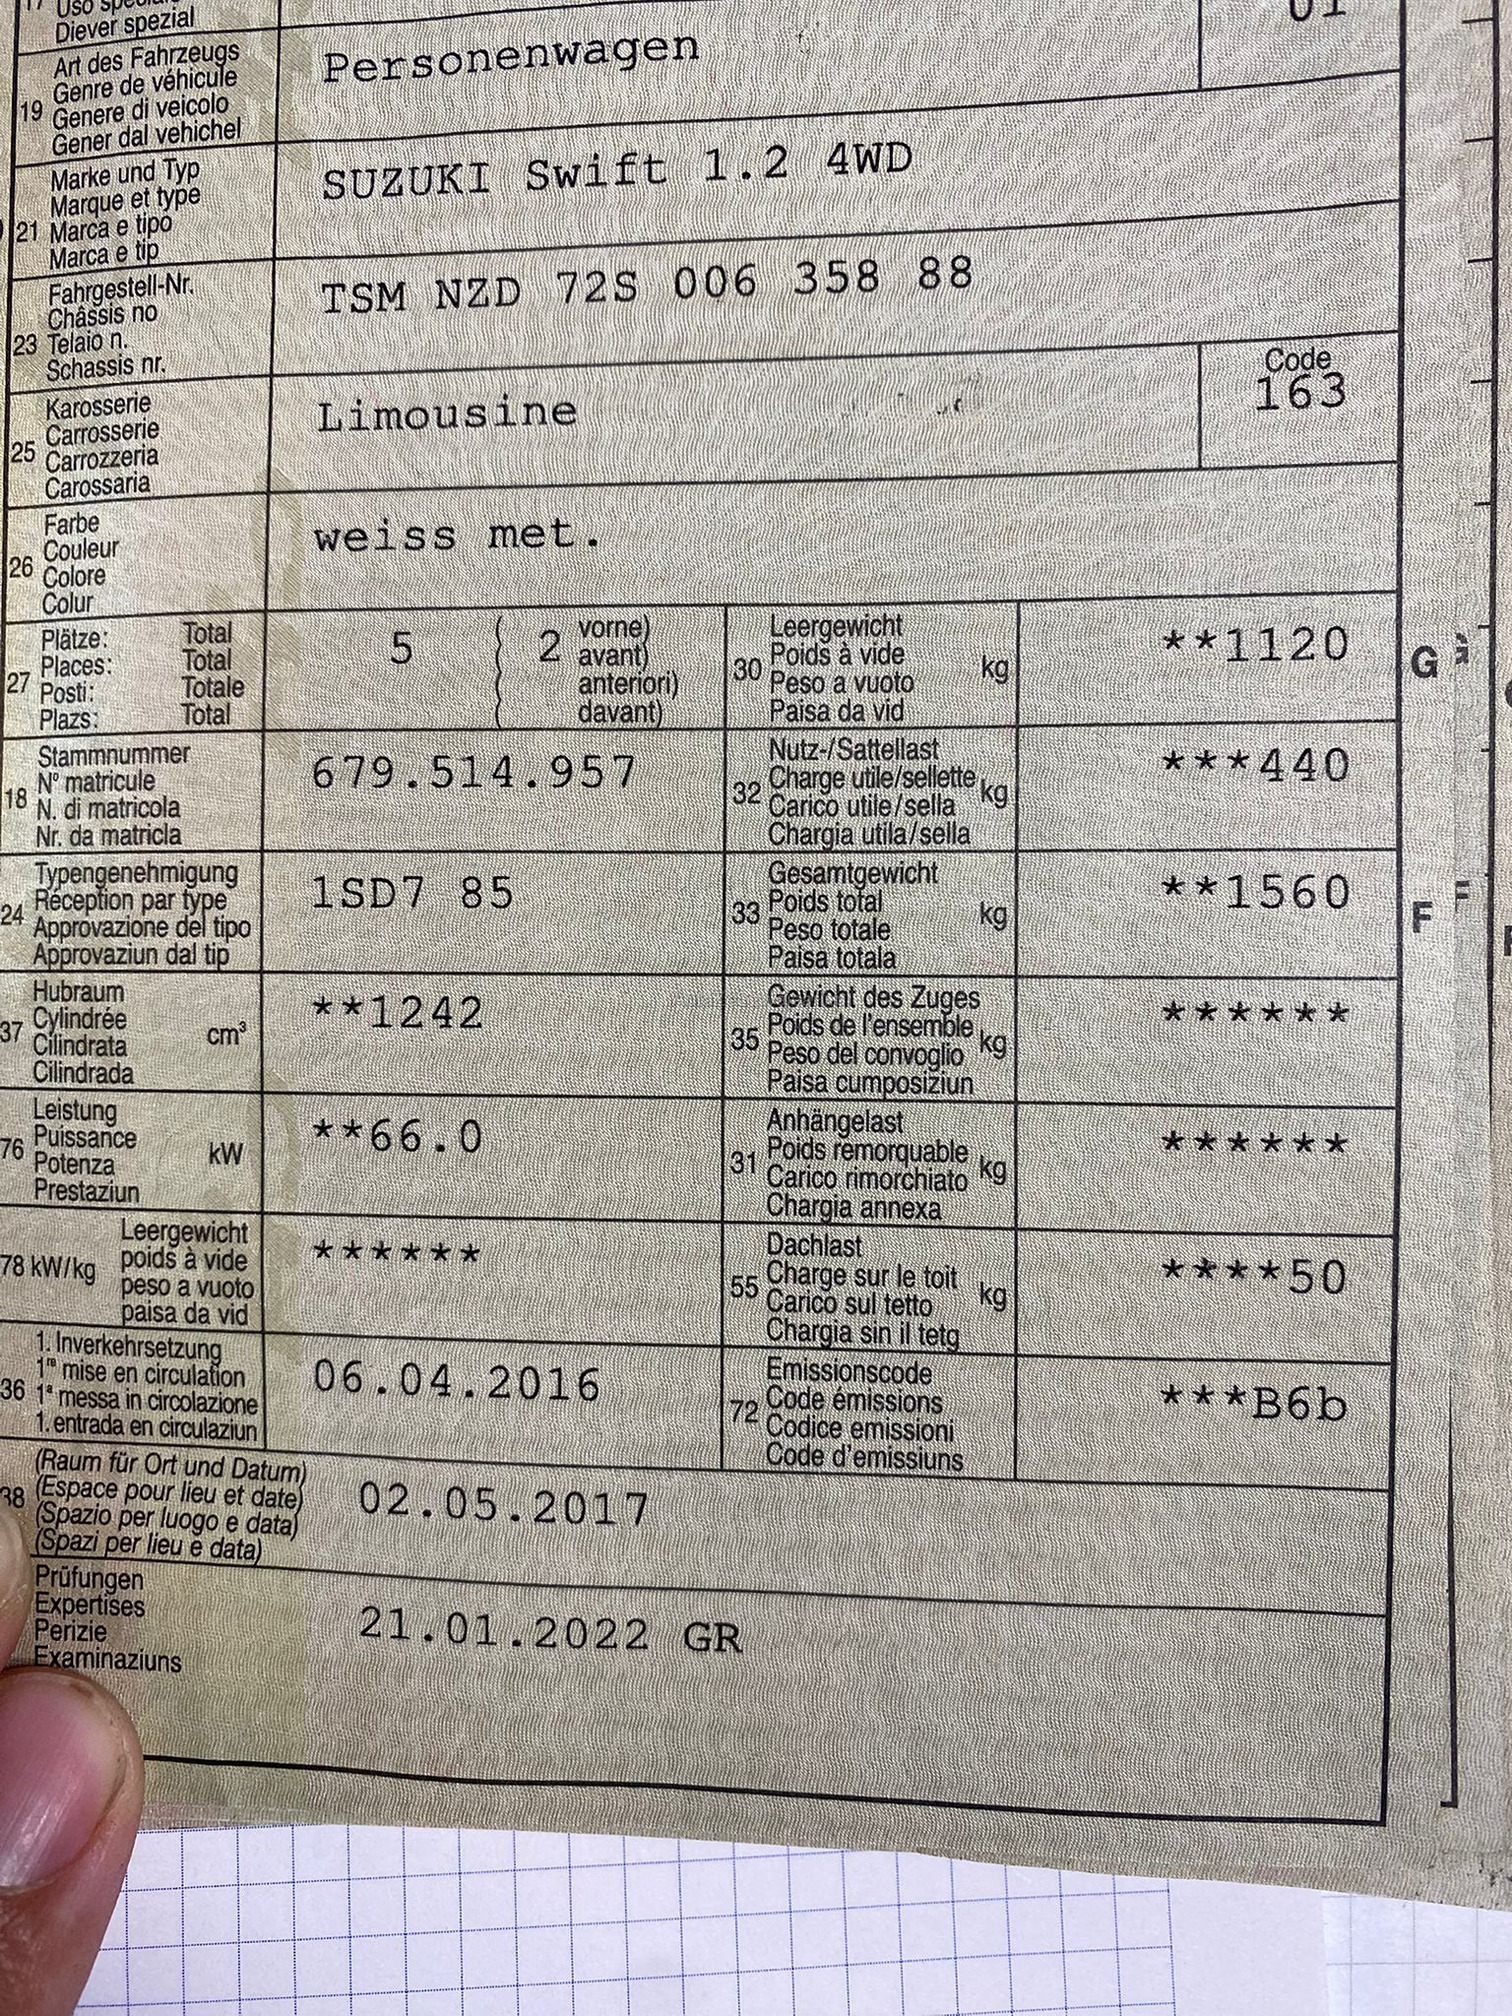 17 Uso
Diever spezial
Art des Fahrzeugs
Genre de véhicule
19 Genere di veicolo
Gener dal vehichel
Personenwagen
01
Marke und Typ
Marque et type
21 Marca e tipo
Marca e tip
SUZUKI Swift 1.2 4WD
Fahrgestell-Nr.
Châssis no
23 Telaio n.
Schassis nr.
TSM NZD 72S 006 358 88
Karosserie
Carrosserie
25 Carrozzeria
Carossaria
Limousine
Code
163
Farbe
Couleur
26 Colore
Colur
weiss met.
Plätze: Total
Places: Total
27 Posti: Totale
Plazs: Total
5 ( 2 vorne)
avant)
anteriori)
davant)
Leergewicht
30 Poids à vide kg
Peso a vuoto
Paisa da vid
**1120
G
Stammnummer
N° matricule
18 N. di matricola
Nr. da matricla
679.514.957
Nutz-/Sattellast
32 Charge utile/sellette kg
Carico utile/sella
Chargia utila/sella
***440
Typengenehmigung
24 Réception par type
Approvazione del tipo
Approvaziun dal tip
1SD7 85
Gesamtgewicht
33 Poids total kg
Peso totale
Paisa totala
**1560
F
Hubraum
37 Cylindrée cm³
Cilindrata
Cilindrada
**1242
Gewicht des Zuges
35 Poids de l'ensemble kg
Peso del convoglio
Paisa cumposiziun
******
Leistung
76 Puissance kW
Potenza
Prestaziun
**66.0
Anhängelast
31 Poids remorquable kg
Carico rimorchiato
Chargia annexa
******
Leergewicht
78 kW/kg poids à vide
peso a vuoto
paisa da vid
******
Dachlast
55 Charge sur le toit kg
Carico sul tetto
Chargia sin il tetg
****50
1. Inverkehrsetzung
36 1re mise en circulation
1a messa in circolazione
1. entrada en circulaziun
06.04.2016
Emissionscode
72 Code émissions
Codice emissioni
Code d'emissiuns
***B6b
(Raum für Ort und Datum)
38 (Espace pour lieu et date)
(Spazio per luogo e data)
(Spazi per lieu e data)
02.05.2017
Prüfungen
Expertises
Perizie
Examinaziuns
21.01.2022 GR